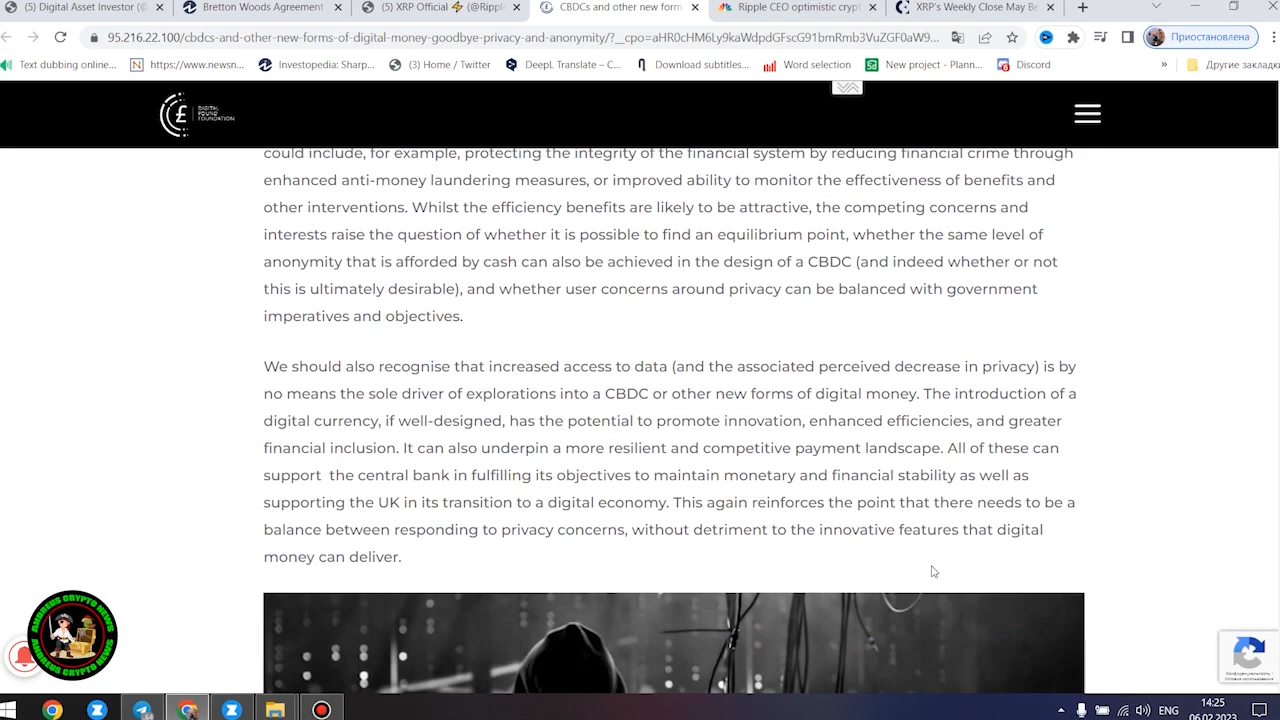 (5) Digital Asset Investor (@
Bretton Woods Agreement
(5) XRP Official ⚡ (@Ripple
CBDCs and other new form
Ripple CEO optimistic crypt
XRP's Weekly Close May Be
95.216.22.100/cbdcs-and-other-new-forms-of-digital-money-goodbye-privacy-and-anonymity/?__cpo=aHR0cHM6Ly9kaWdpdGFscG91bmRmb3VuZGF0aW9...
Приостановлена
Text dubbing online...
https://www.newsn...
Investopedia: Sharp...
(3) Home / Twitter
DeepL Translate – C...
Download subtitles...
Word selection
New project - Plann...
Discord
»
Другие закладки
DIGITAL
POUND
FOUNDATION
could include, for example, protecting the integrity of the financial system by reducing financial crime through
enhanced anti-money laundering measures, or improved ability to monitor the effectiveness of benefits and
other interventions. Whilst the efficiency benefits are likely to be attractive, the competing concerns and
interests raise the question of whether it is possible to find an equilibrium point, whether the same level of
anonymity that is afforded by cash can also be achieved in the design of a CBDC (and indeed whether or not
this is ultimately desirable), and whether user concerns around privacy can be balanced with government
imperatives and objectives.
We should also recognise that increased access to data (and the associated perceived decrease in privacy) is by
no means the sole driver of explorations into a CBDC or other new forms of digital money. The introduction of a
digital currency, if well-designed, has the potential to promote innovation, enhanced efficiencies, and greater
financial inclusion. It can also underpin a more resilient and competitive payment landscape. All of these can
support the central bank in fulfilling its objectives to maintain monetary and financial stability as well as
supporting the UK in its transition to a digital economy. This again reinforces the point that there needs to be a
balance between responding to privacy concerns, without detriment to the innovative features that digital
money can deliver.
ANDREUS CRYPTO NEWS
ANDREUS CRYPTO NEWS
Конфиденциальность -
Условия использования
ENG
14:25
06.02.2023